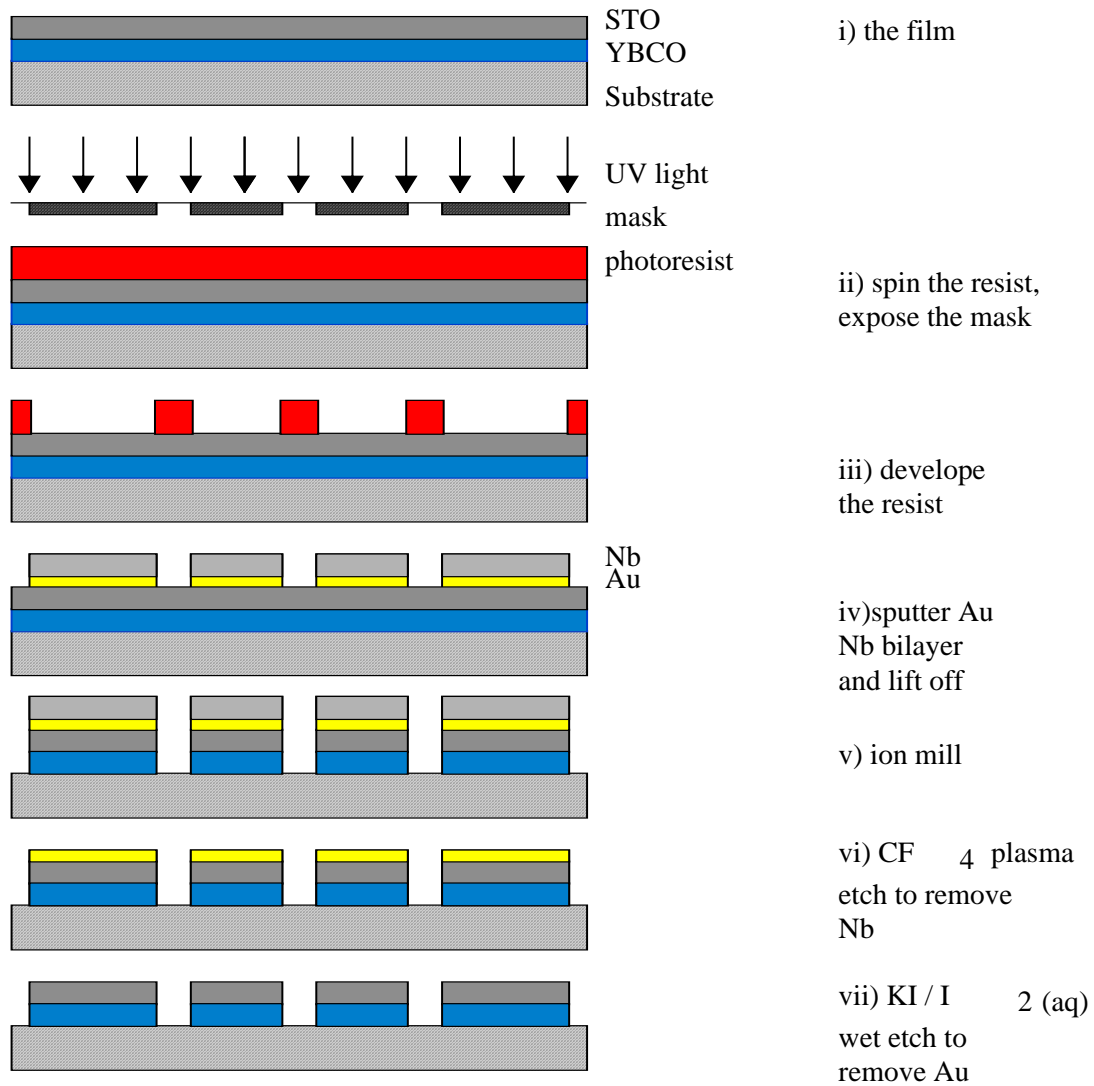 STO
YBCO
Substrate
i) the film
UV light
mask
photoresist
ii) spin the resist,
expose the mask
iii) develope
the resist
Nb
Au
iv)sputter Au
Nb bilayer
and lift off
v) ion mill
vi) CF 4 plasma
etch to remove
Nb
vii) KI / I 2 (aq)
wet etch to
remove Au